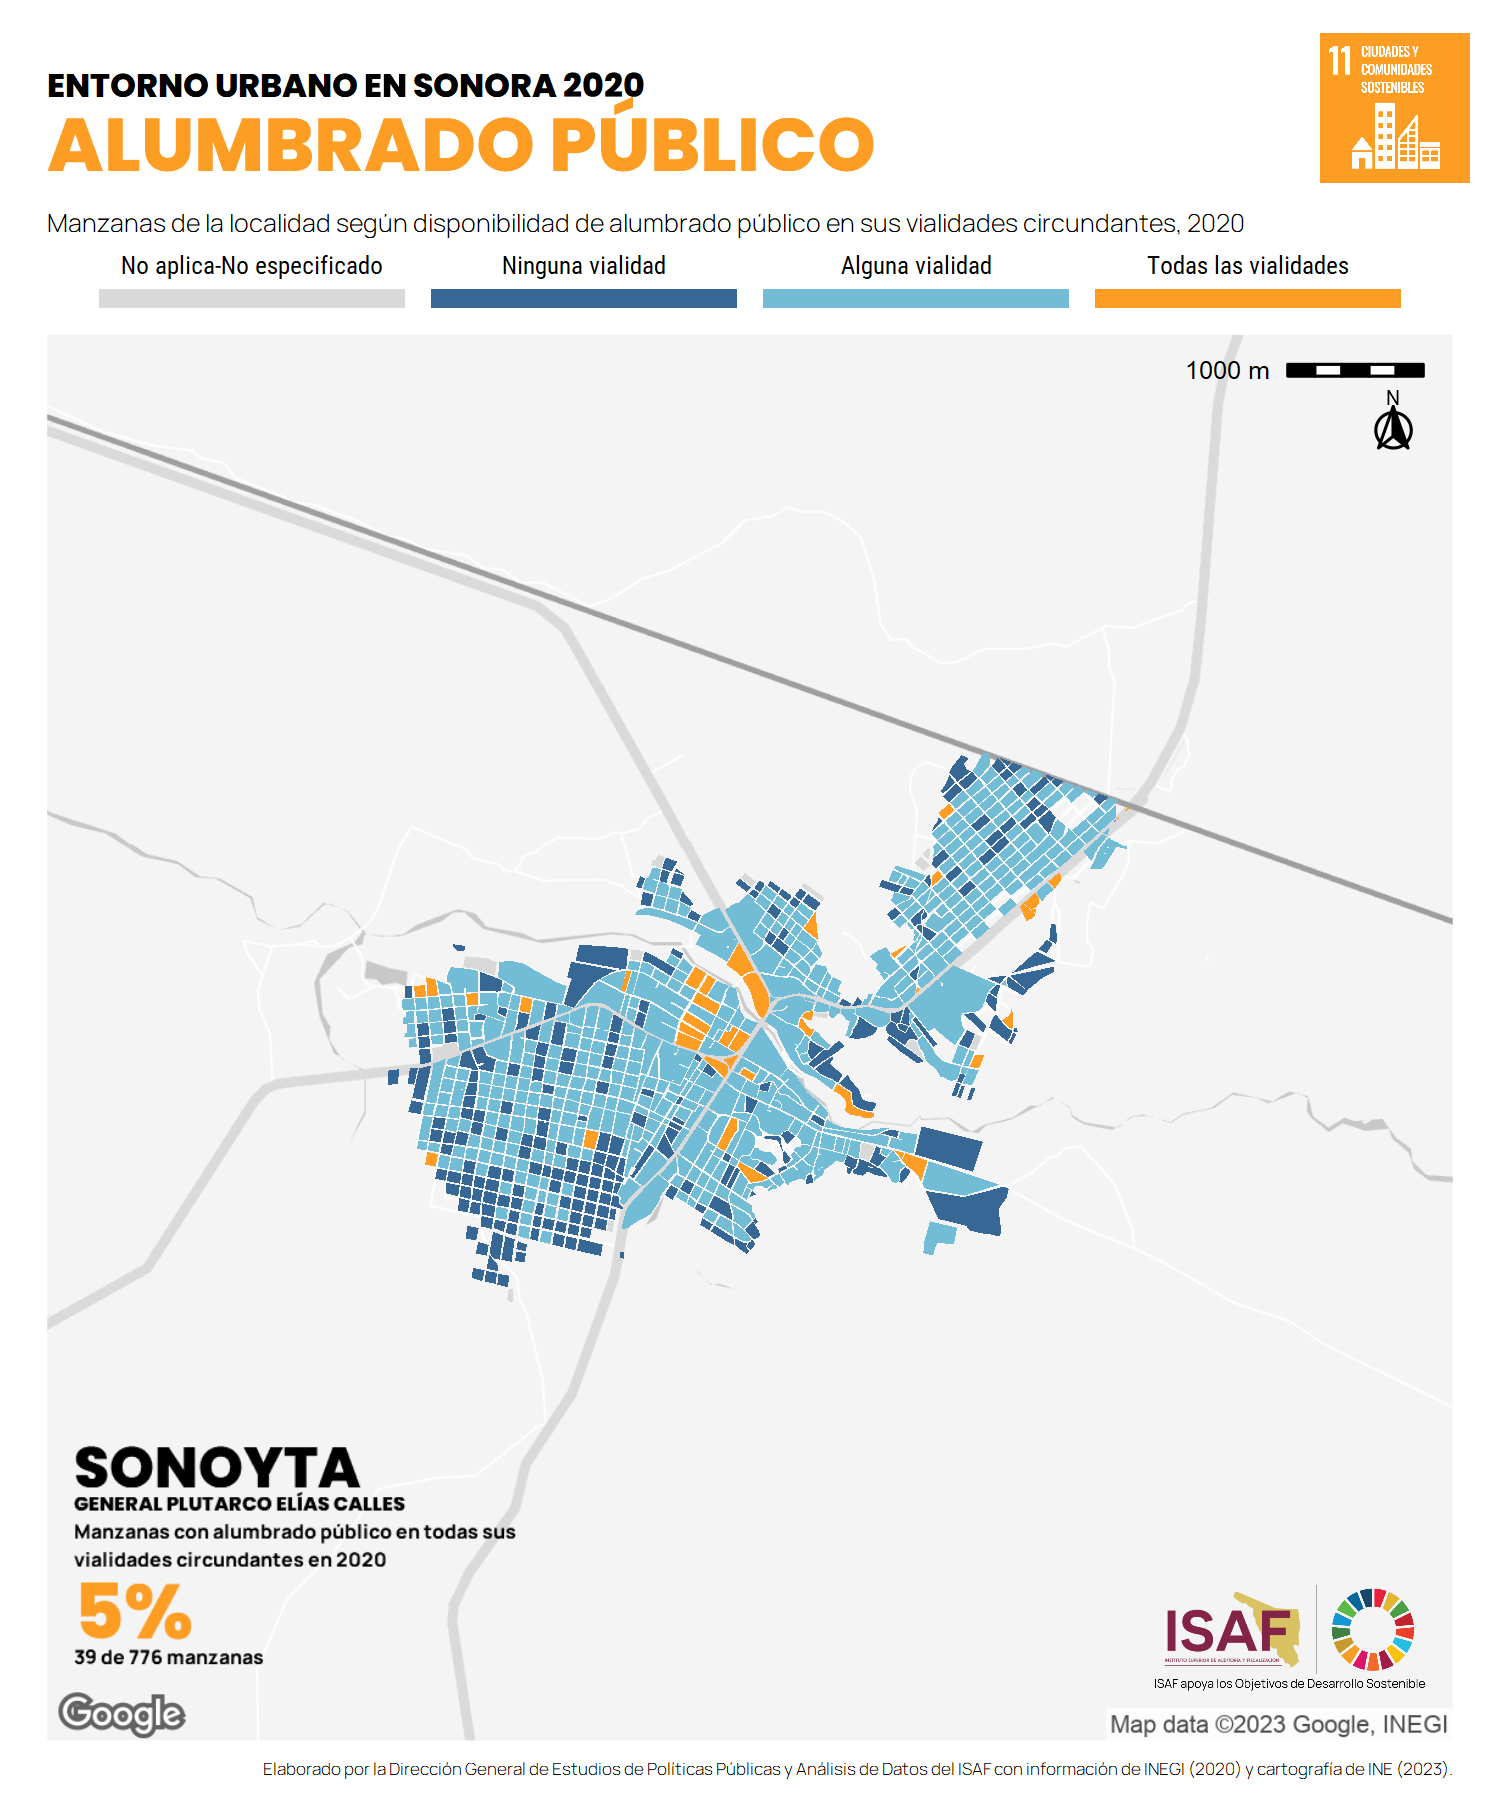 ENTORNO URBANO EN SONORA 2020
ALUMBRADO PÚBLICO
11 CIUDADES Y
COMUNIDADES
SOSTENIBLES
Manzanas de la localidad según disponibilidad de alumbrado público en sus vialidades circundantes, 2020
No aplica-No especificado Ninguna vialidad Alguna vialidad Todas las vialidades
1000 m
N
SONOYTA
GENERAL PLUTARCO ELÍAS CALLES
Manzanas con alumbrado público en todas sus
vialidades circundantes en 2020
5%
39 de 776 manzanas
ISAF
INSTITUTO SUPERIOR DE AUDITORÍA Y FISCALIZACIÓN
ISAF apoya los Objetivos de Desarrollo Sostenible
Google
Map data ©2023 Google, INEGI
Elaborado por la Dirección General de Estudios de Políticas Públicas y Análisis de Datos del ISAF con información de INEGI (2020) y cartografía de INE (2023).